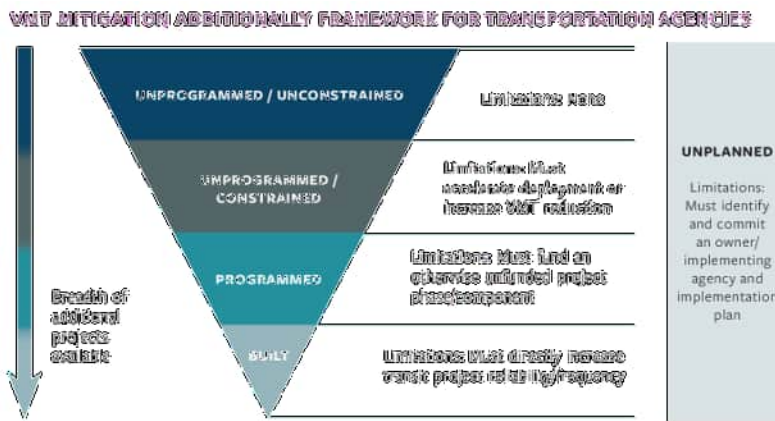 VMT MITIGATION ADDITIONALLY FRAMEWORK FOR TRANSPORTATION AGENCIES
UNPROGRAMMED / UNCONSTRAINED
Limitations: None
UNPROGRAMMED /
CONSTRAINED
Limitations: Must
accelerate deployment or
increase VMT reduction
PROGRAMMED
Limitations: Must fund an
otherwise unfunded project
phase/component
BUILT
Limitations: Must directly increase
transit project reliability/frequency
Breadth of
additional
projects
available
UNPLANNED
Limitations:
Must identify
and commit
an owner/
implementing
agency and
implementation
plan